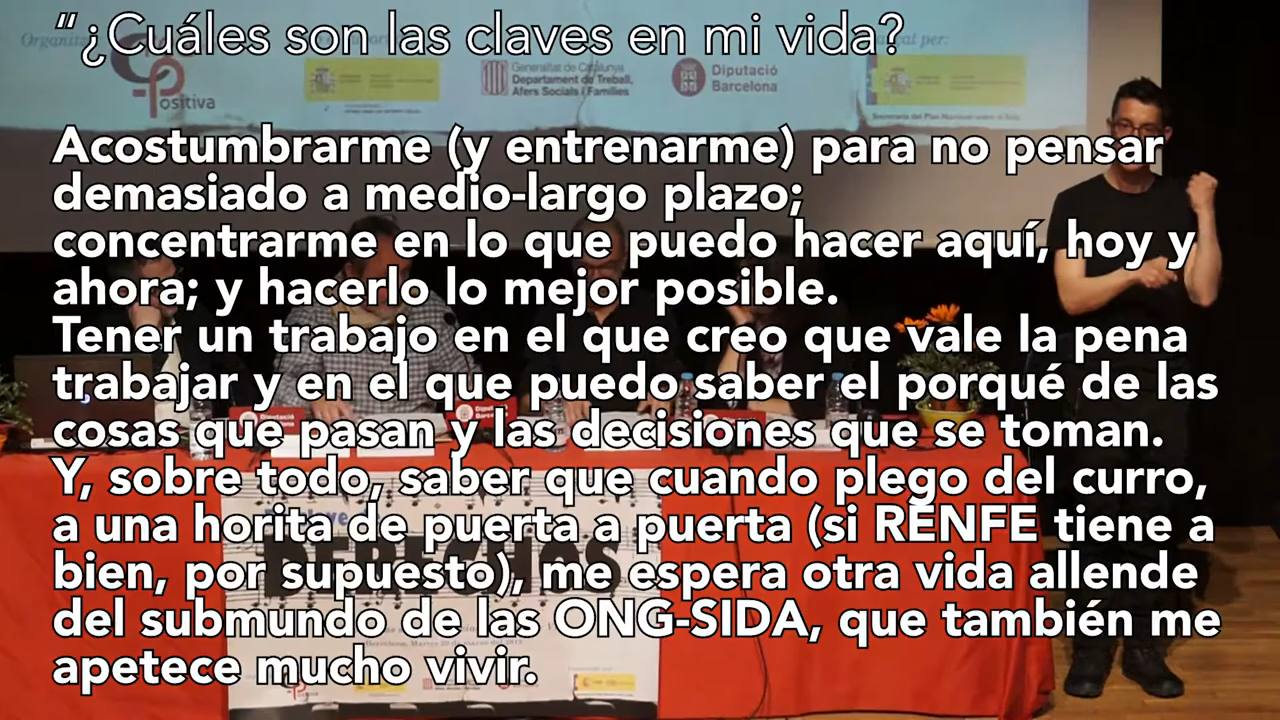 “¿Cuáles son las claves en mi vida?
Generalitat de Catalunya
Departament de Treball,
Afers Socials i Famílies
Diputació
Barcelona
Positiva
Acostumbrarme (y entrenarme) para no pensar
demasiado a medio-largo plazo;
concentrarme en lo que puedo hacer aquí, hoy y
ahora; y hacerlo lo mejor posible.
Tener un trabajo en el que creo que vale la pena
trabajar y en el que puedo saber el porqué de las
cosas que pasan y las decisiones que se toman.
Y, sobre todo, saber que cuando plego del curro,
a una horita de puerta a puerta (si RENFE tiene a
bien, por supuesto), me espera otra vida allende
del submundo de las ONG-SIDA, que también me
apetece mucho vivir.
DERECHOS